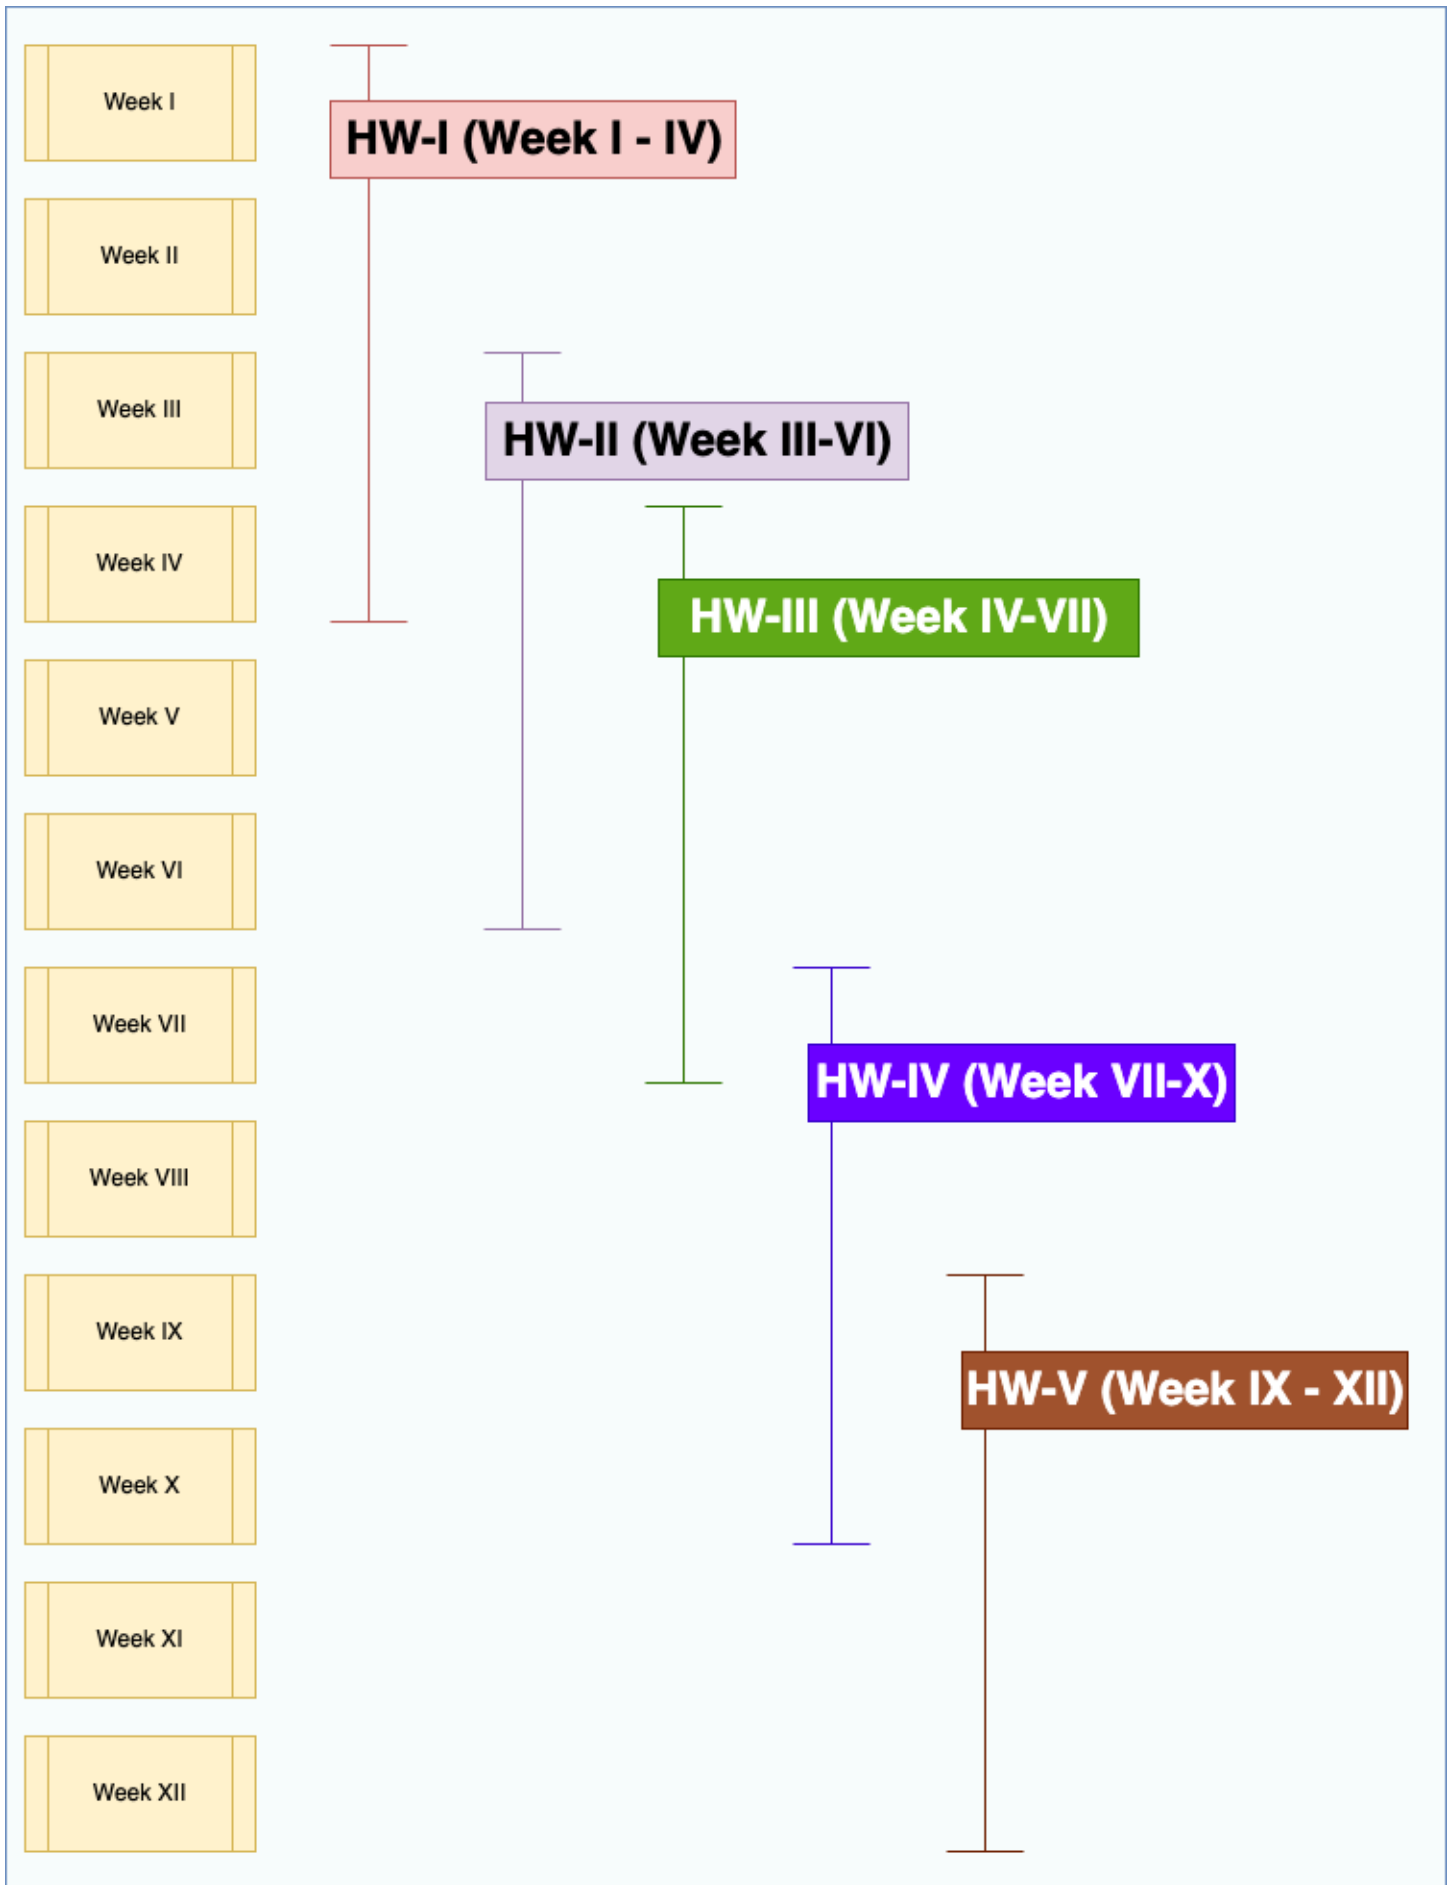 Week I
HW-I (Week I - IV)
Week II
Week III
HW-II (Week III-VI)
Week IV
HW-III (Week IV-VII)
Week V
Week VI
Week VII
HW-IV (Week VII-X)
Week VIII
Week IX
HW-V (Week IX - XII)
Week X
Week XI
Week XII